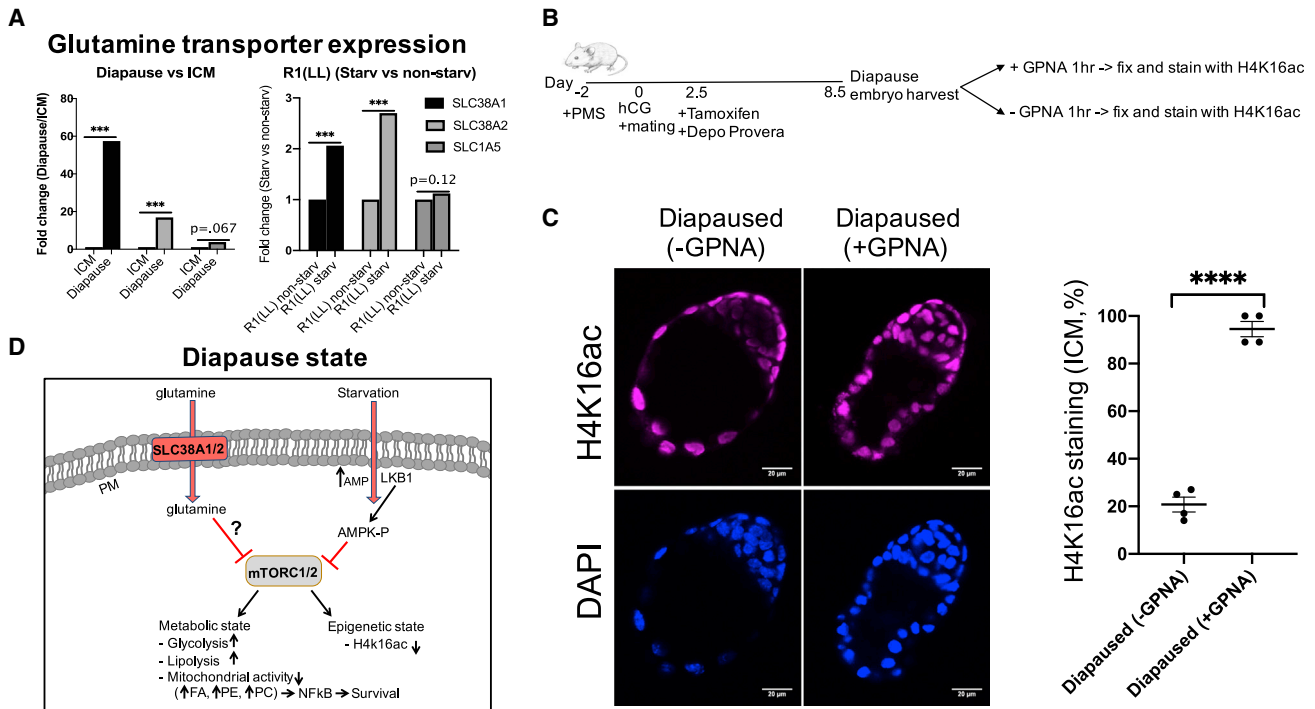 A
Glutamine transporter expression
Diapause vs ICM
Fold change (Diapause/ICM)
80
60
40
20
0
***
***
p=.067
ICM
Diapause
ICM
Diapause
ICM
Diapause
R1(LL) (Starv vs non-starv)
Fold change (Starv vs non-starv)
3
2
1
0
***
***
p=0.12
R1(LL) non-starv
R1(LL) starv
R1(LL) non-starv
R1(LL) starv
R1(LL) non-starv
R1(LL) starv
SLC38A1
SLC38A2
SLC1A5
B
Day -2 0 2.5 8.5
+PMS
hCG
+mating
+Tamoxifen
+Depo Provera
Diapause
embryo harvest
+ GPNA 1hr -> fix and stain with H4K16ac
- GPNA 1hr -> fix and stain with H4K16ac
C
Diapaused
(-GPNA)
Diapaused
(+GPNA)
H4K16ac
20 µm
20 µm
DAPI
20 µm
20 µm
H4K16ac staining (ICM,%)
100
80
60
40
20
0
****
Diapaused (-GPNA)
Diapaused (+GPNA)
D
Diapause state
glutamine
Starvation
SLC38A1/2
PM
AMP
LKB1
glutamine
?
AMPK-P
mTORC1/2
Metabolic state
- Glycolysis
- Lipolysis
- Mitochondrial activity
(↑FA, ↑PE, ↑PC) → NFkB → Survival
Epigenetic state
- H4k16ac